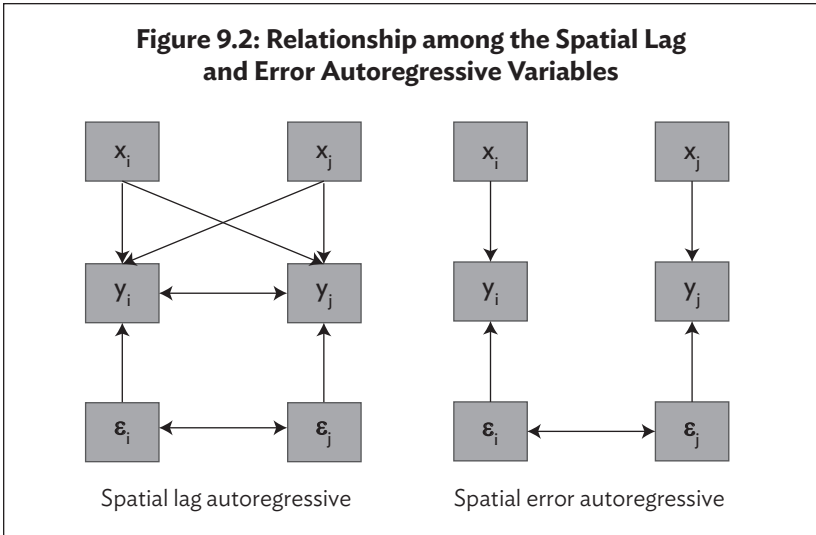 Figure 9.2: Relationship among the Spatial Lag
and Error Autoregressive Variables
xᵢ xⱼ xᵢ xⱼ
yᵢ yⱼ yᵢ yⱼ
εᵢ εⱼ εᵢ εⱼ
Spatial lag autoregressive Spatial error autoregressive